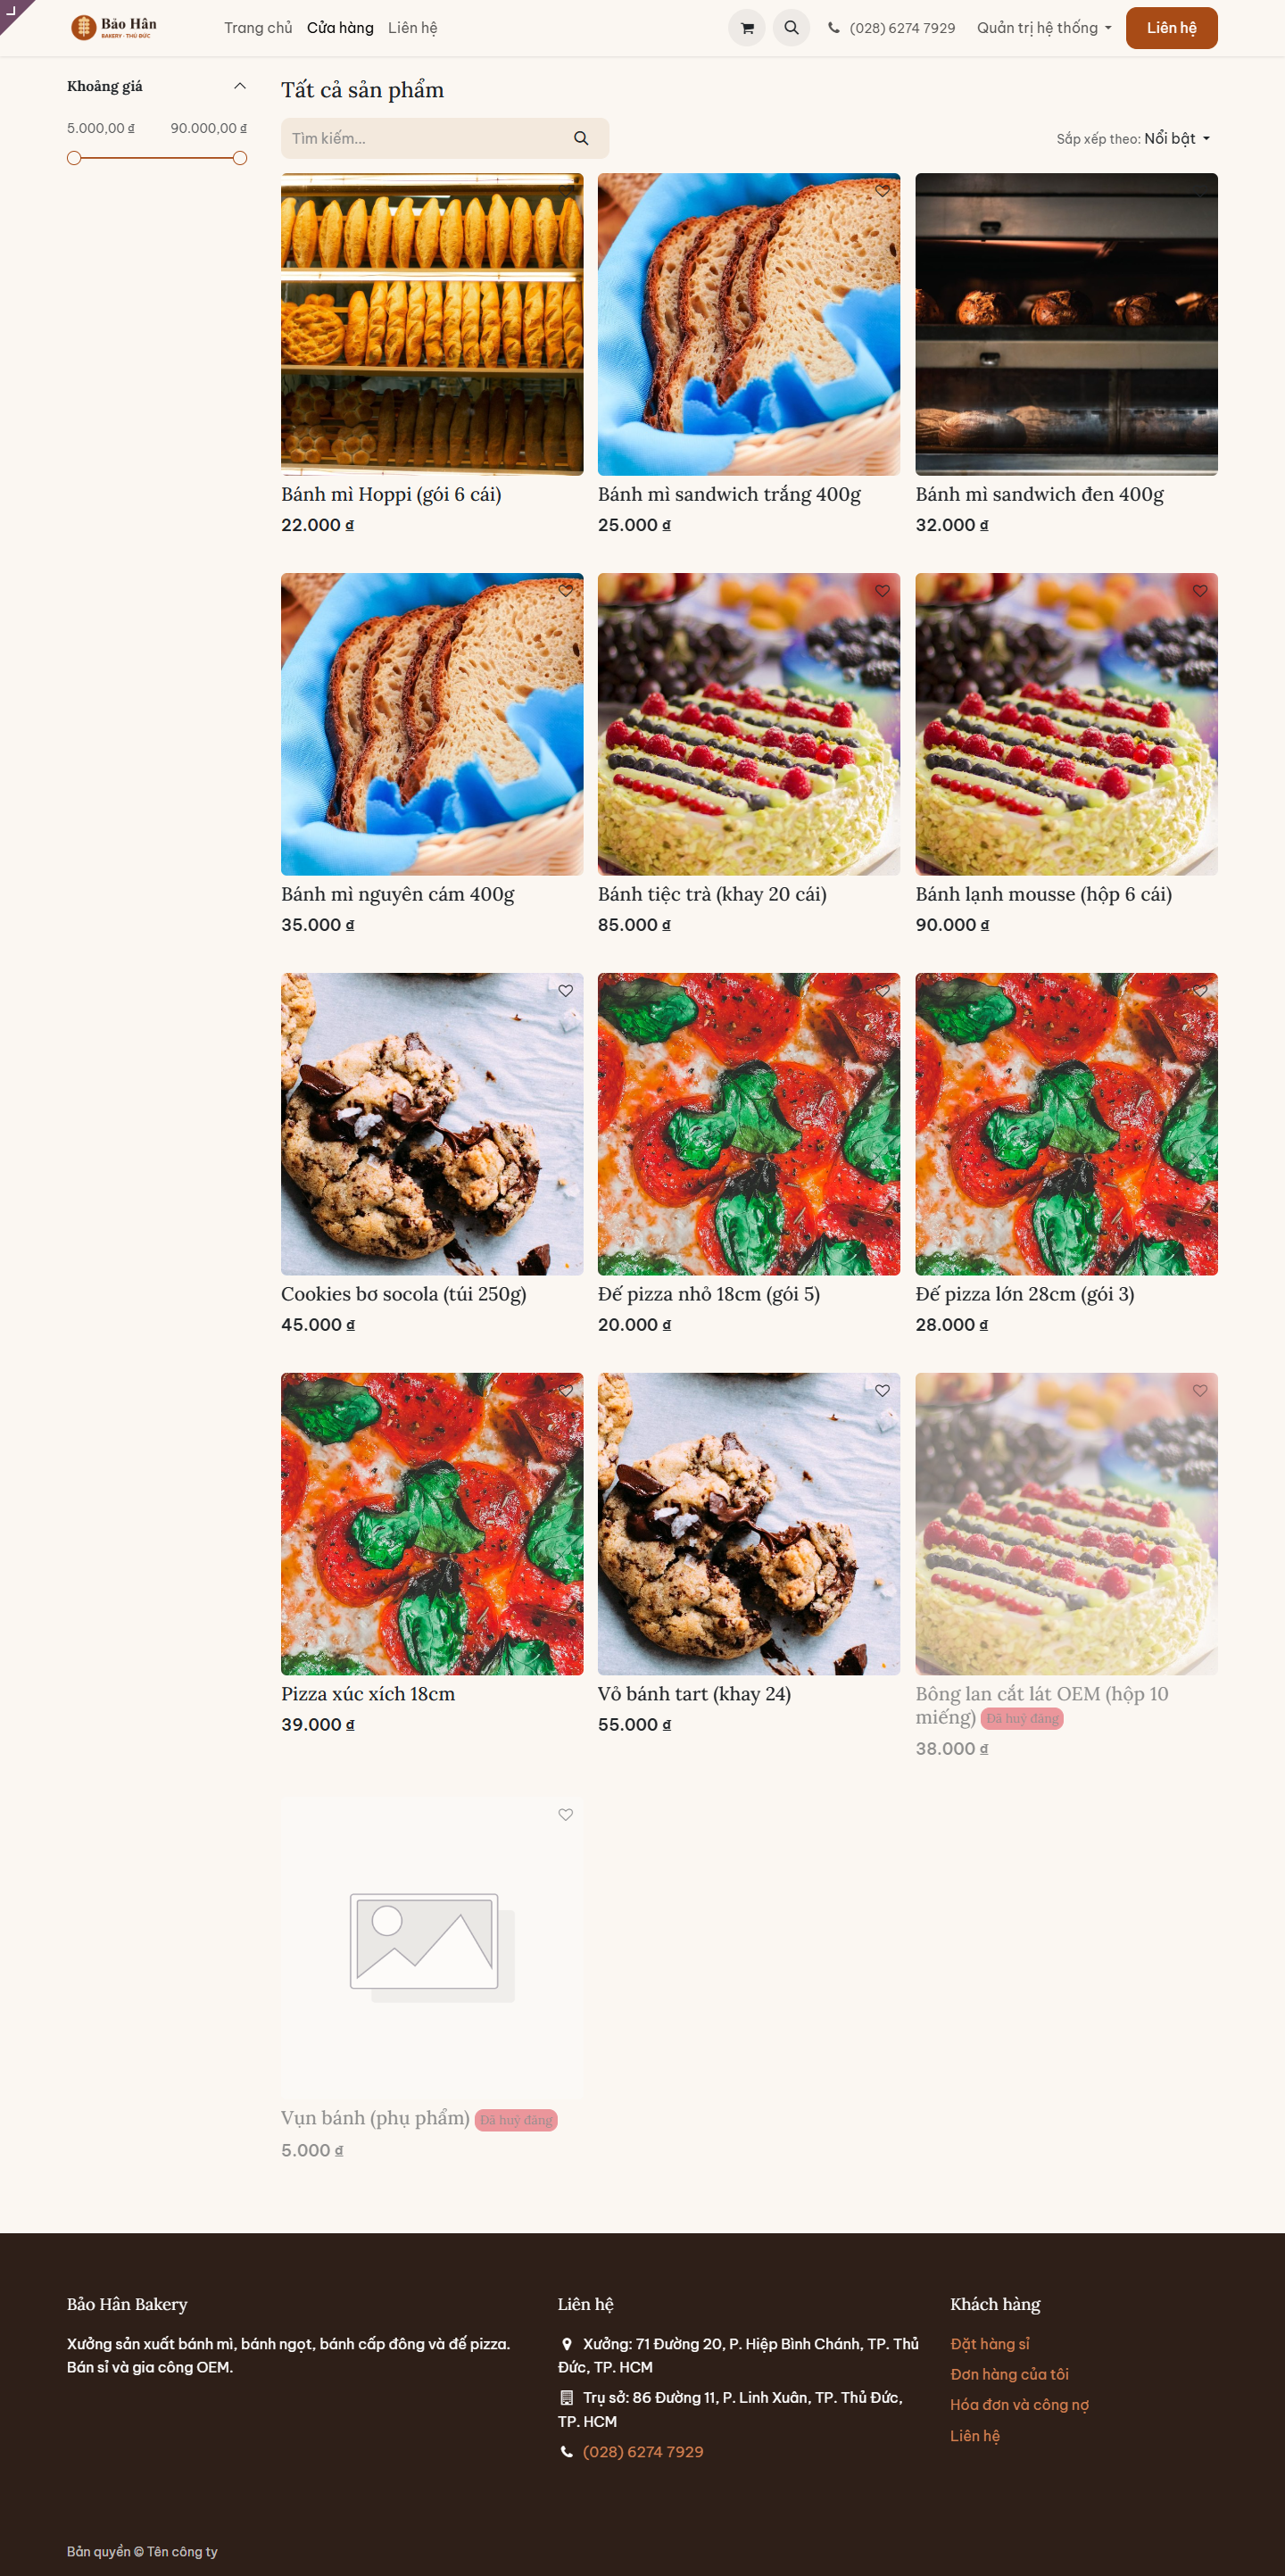 Bảo Hân
BAKERY - THỦ ĐỨC
Trang chủ
Cửa hàng
Liên hệ
(028) 6274 7929
Quản trị hệ thống
Liên hệ
Khoảng giá
5.000,00 ₫
90.000,00 ₫
Tất cả sản phẩm
Tìm kiếm...
Sắp xếp theo: Nổi bật
Bánh mì Hoppi (gói 6 cái)
22.000 ₫
Bánh mì sandwich trắng 400g
25.000 ₫
Bánh mì sandwich đen 400g
32.000 ₫
Bánh mì nguyên cám 400g
35.000 ₫
Bánh tiệc trà (khay 20 cái)
85.000 ₫
Bánh lạnh mousse (hộp 6 cái)
90.000 ₫
Cookies bơ socola (túi 250g)
45.000 ₫
Đế pizza nhỏ 18cm (gói 5)
20.000 ₫
Đế pizza lớn 28cm (gói 3)
28.000 ₫
Pizza xúc xích 18cm
39.000 ₫
Vỏ bánh tart (khay 24)
55.000 ₫
Bông lan cắt lát OEM (hộp 10
miếng) Đã huỷ đăng
38.000 ₫
Vụn bánh (phụ phẩm) Đã huỷ đăng
5.000 ₫
Bảo Hân Bakery
Xưởng sản xuất bánh mì, bánh ngọt, bánh cấp đông và đế pizza.
Bán sỉ và gia công OEM.
Liên hệ
Xưởng: 71 Đường 20, P. Hiệp Bình Chánh, TP. Thủ
Đức, TP. HCM
Trụ sở: 86 Đường 11, P. Linh Xuân, TP. Thủ Đức,
TP. HCM
(028) 6274 7929
Khách hàng
Đặt hàng sỉ
Đơn hàng của tôi
Hóa đơn và công nợ
Liên hệ
Bản quyền © Tên công ty